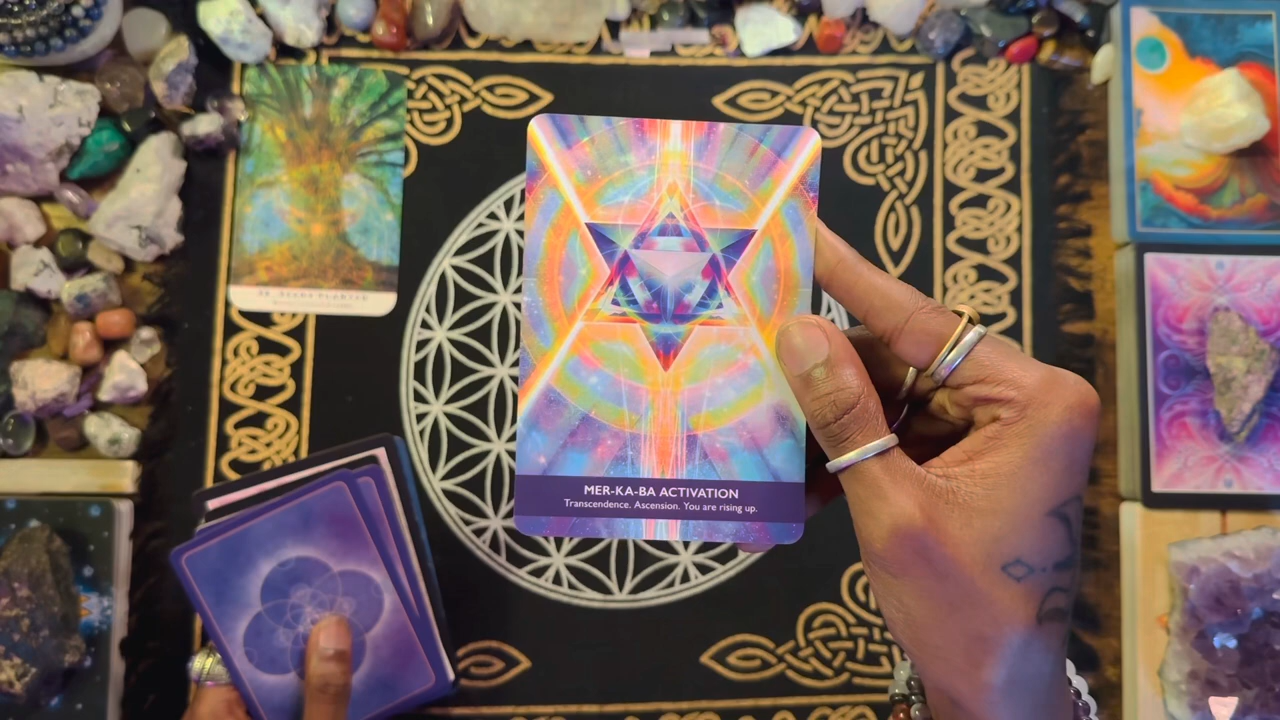 MER-KA-BA ACTIVATION
Transcendence. Ascension. You are rising up.